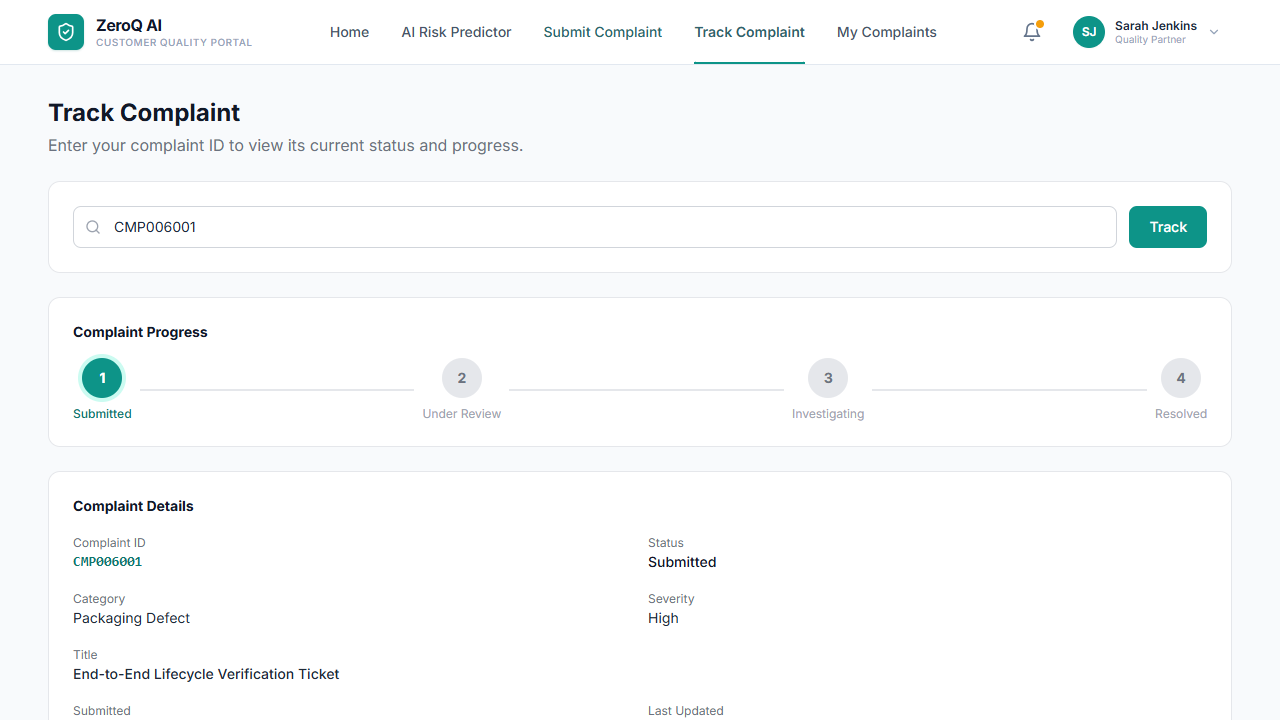 ZeroQ AI
CUSTOMER QUALITY PORTAL
Home
AI Risk Predictor
Submit Complaint
Track Complaint
My Complaints
SJ
Sarah Jenkins
Quality Partner
Track Complaint
Enter your complaint ID to view its current status and progress.
CMP006001
Track
Complaint Progress
1
Submitted
2
Under Review
3
Investigating
4
Resolved
Complaint Details
Complaint ID
CMP006001
Status
Submitted
Category
Packaging Defect
Severity
High
Title
End-to-End Lifecycle Verification Ticket
Submitted
Last Updated